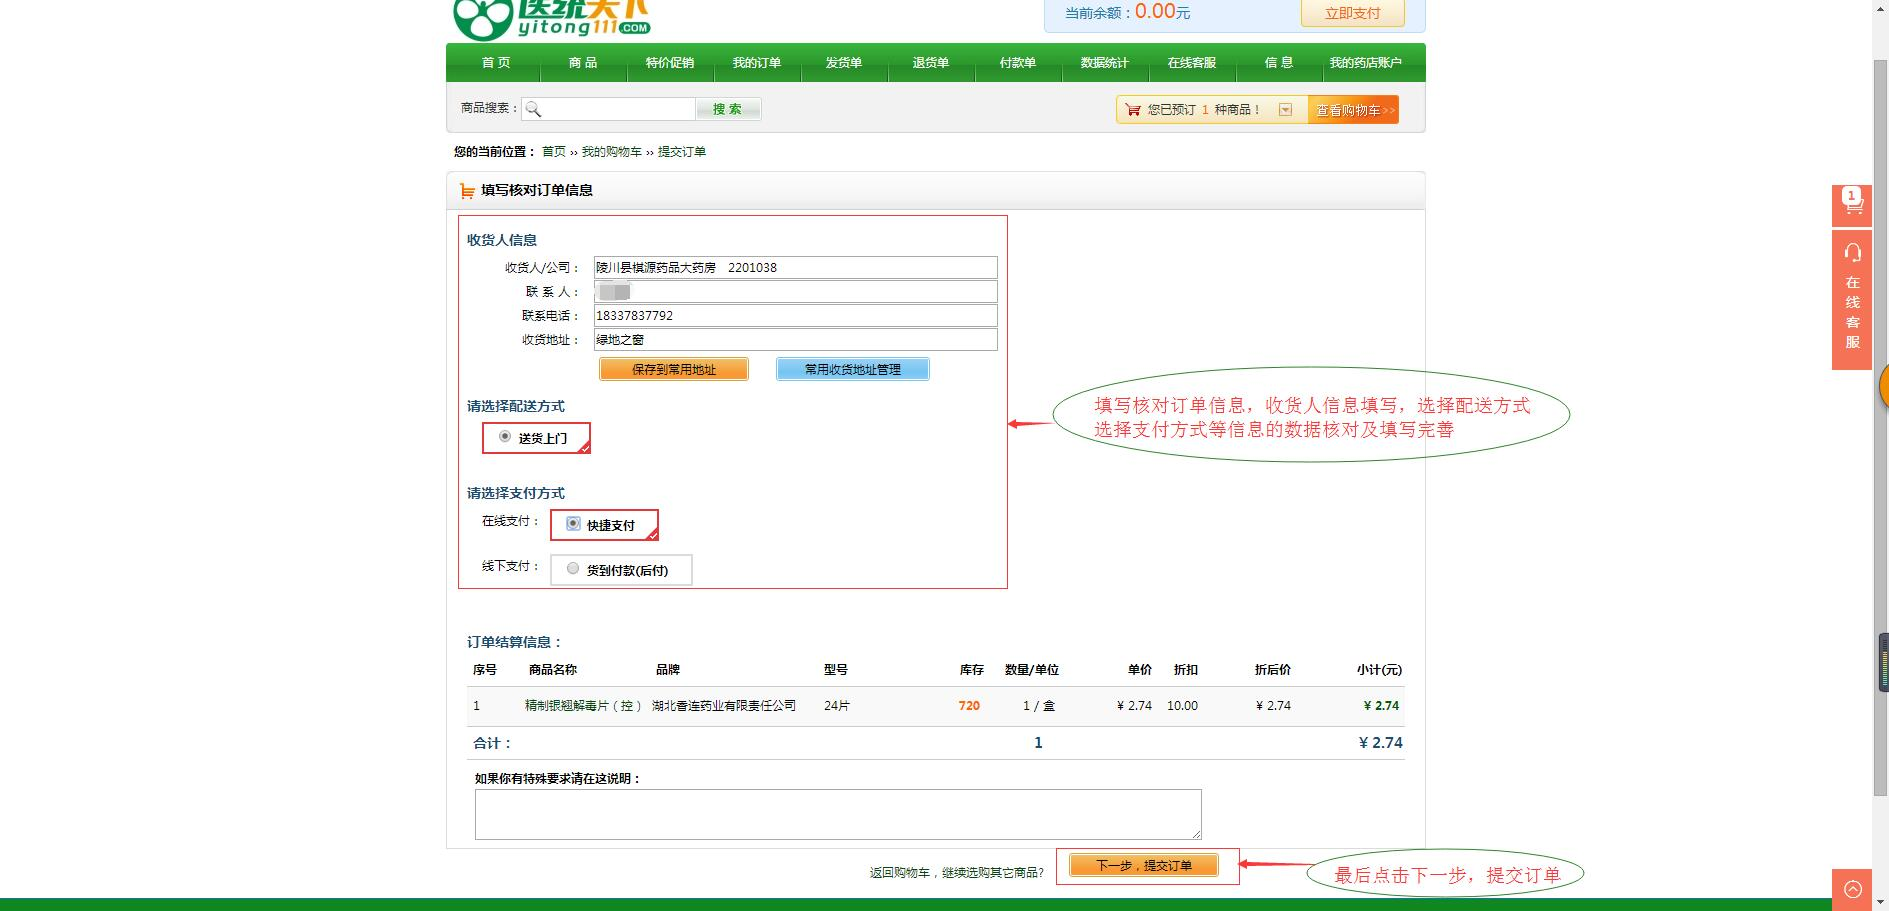 医统天下
yitong111.COM
当前余额：0.00元
立即支付
首 页 商 品 特价促销 我的订单 发货单 退货单 付款单 数据统计 在线客服 信 息 我的药店账户
商品搜索： 搜 索 您已预订 1 种商品！ 查看购物车>>
您的当前位置： 首页 ›› 我的购物车 ›› 提交订单
填写核对订单信息
收货人信息
收货人/公司： 陵川县棋源药品大药房 2201038
联 系 人：
联系电话： 18337837792
收货地址： 绿地之窗
保存到常用地址 常用收货地址管理
请选择配送方式
送货上门
填写核对订单信息，收货人信息填写，选择配送方式
选择支付方式等信息的数据核对及填写完善
请选择支付方式
在线支付： 快捷支付
线下支付： 货到付款(后付)
订单结算信息：
序号 商品名称 品牌 型号 库存 数量/单位 单价 折扣 折后价 小计(元)
1 精制银翘解毒片（控） 湖北香连药业有限责任公司 24片 720 1 / 盒 ¥ 2.74 10.00 ¥ 2.74 ¥ 2.74
合计： 1 ¥ 2.74
如果你有特殊要求请在这说明：
返回购物车，继续选购其它商品?
下一步，提交订单
最后点击下一步，提交订单
1
在
线
客
服